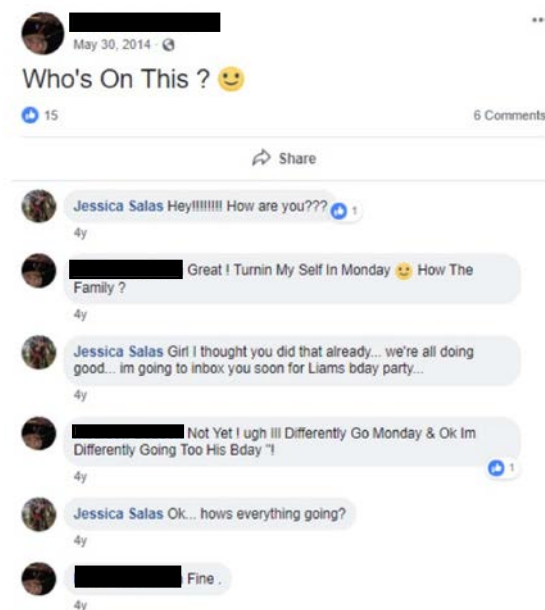 May 30, 2014
Who's On This ?
15
6 Comments
Share
Jessica Salas Hey!!!!!!!!! How are you???
1
4y
Great ! Turnin My Self In Monday How The
Family ?
4y
Jessica Salas Girl I thought you did that already... we're all doing
good... im going to inbox you soon for Liams bday party...
4y
Not Yet ! ugh Ill Differently Go Monday & Ok Im
Differently Going Too His Bday "!
1
4y
Jessica Salas Ok... hows everything going?
4y
Fine .
4y